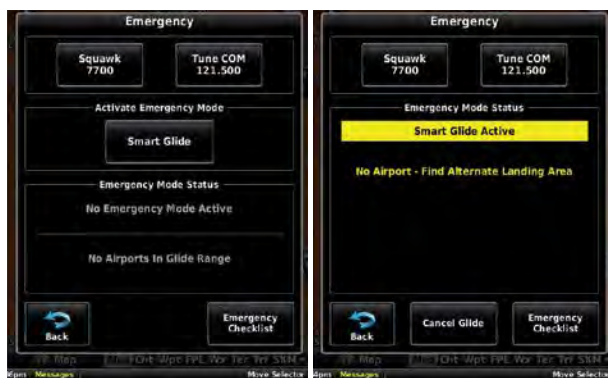 Emergency
Squawk
7700
Tune COM
121.500
Activate Emergency Mode
Smart Glide
Emergency Mode Status
No Emergency Mode Active
No Airports In Glide Range
Back
Emergency
Checklist
Messages
Move Selector
Emergency
Squawk
7700
Tune COM
121.500
Emergency Mode Status
Smart Glide Active
No Airport - Find Alternate Landing Area
Back
Cancel Glide
Emergency
Checklist
Messages
Move Selecto